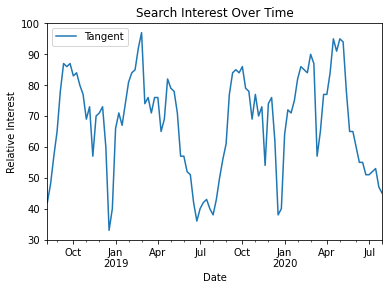 Search Interest Over Time
Tangent
Relative Interest
100
90
80
70
60
50
40
30
Oct
Jan
2019
Apr
Jul
Oct
Jan
2020
Apr
Jul
Date